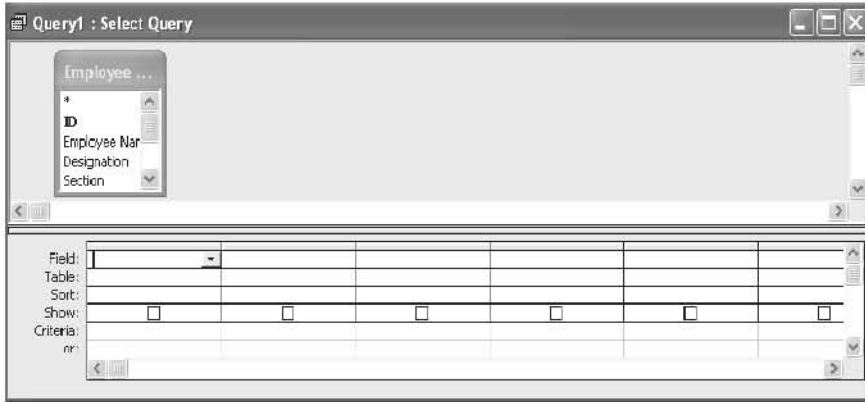 Query1 : Select Query
Employee ...
*
ID
Employee Nar
Designation
Section
Field:
Table:
Sort:
Show:
Criteria:
or: